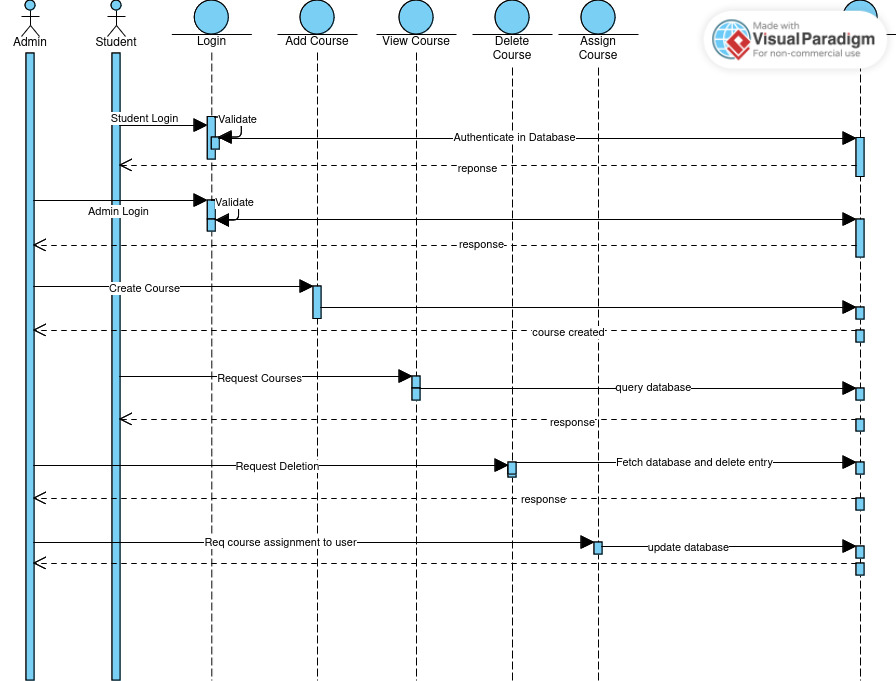 Made with
VisualParadigm
For non-commercial use
Admin
Student
Login
Add Course
View Course
Delete
Course
Assign
Course
Student Login
Validate
Authenticate in Database
reponse
Validate
Admin Login
response
Create Course
course created
Request Courses
query database
response
Request Deletion
Fetch database and delete entry
response
Req course assignment to user
update database